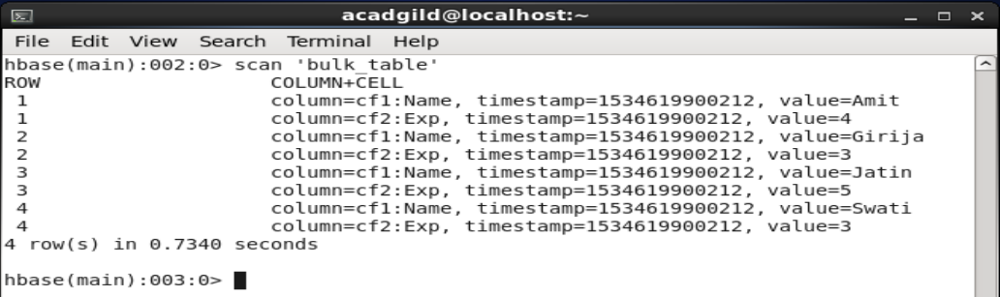 acadgild@localhost:~
File Edit View Search Terminal Help
hbase(main):002:0> scan 'bulk_table'
ROW COLUMN+CELL
1 column=cf1:Name, timestamp=1534619900212, value=Amit
1 column=cf2:Exp, timestamp=1534619900212, value=4
2 column=cf1:Name, timestamp=1534619900212, value=Girija
2 column=cf2:Exp, timestamp=1534619900212, value=3
3 column=cf1:Name, timestamp=1534619900212, value=Jatin
3 column=cf2:Exp, timestamp=1534619900212, value=5
4 column=cf1:Name, timestamp=1534619900212, value=Swati
4 column=cf2:Exp, timestamp=1534619900212, value=3
4 row(s) in 0.7340 seconds
hbase(main):003:0>